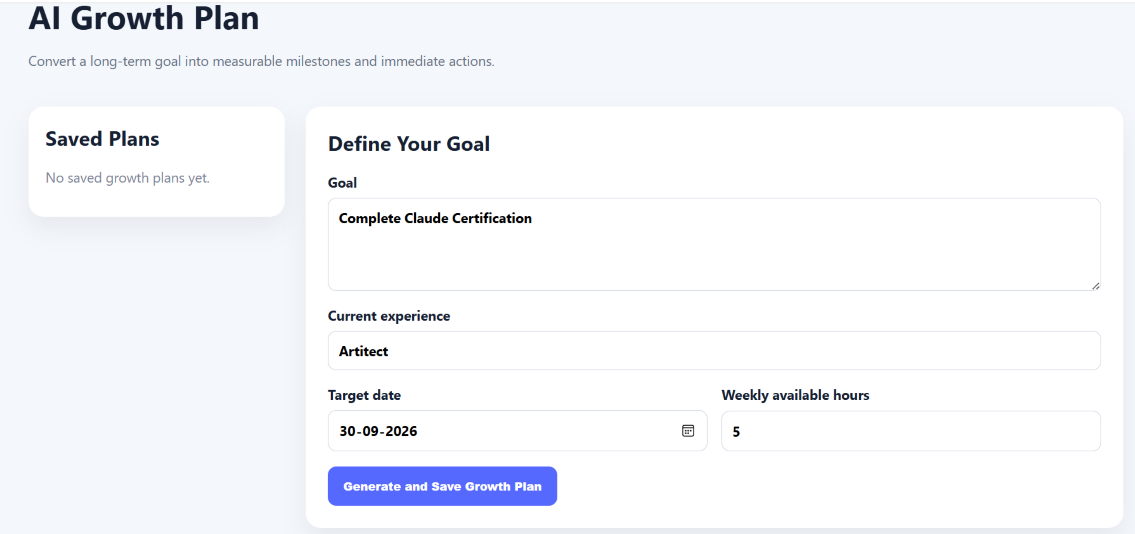 AI Growth Plan
Convert a long-term goal into measurable milestones and immediate actions.
Saved Plans
No saved growth plans yet.
Define Your Goal
Goal
Complete Claude Certification
Current experience
Artitect
Target date
Weekly available hours
30-09-2026
5
Generate and Save Growth Plan